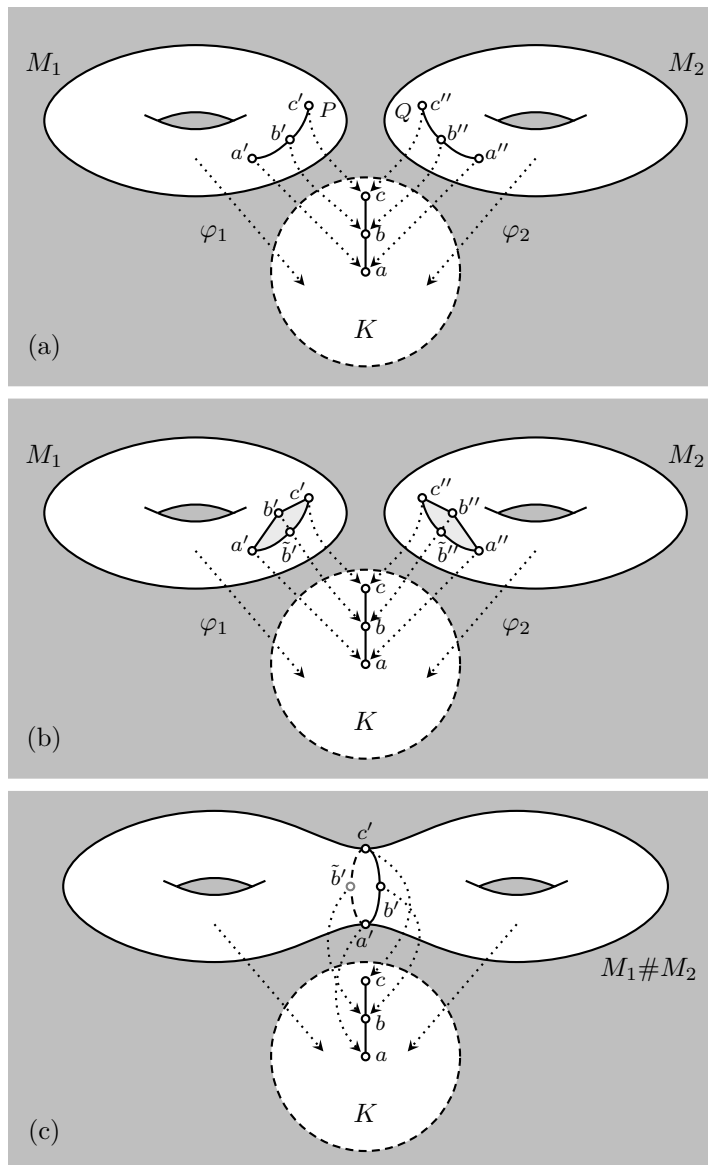 M₁ M₂
c′ P Q c″
b′ b″
a′ a″
c
φ₁ b φ₂
a
K
(a)
M₁ M₂
c′ c″
b′ b″
a′ b̃′ b̃″ a″
c
φ₁ b φ₂
a
K
(b)
c′
b̃′
b′
a′
M₁#M₂
c
b
a
K
(c)